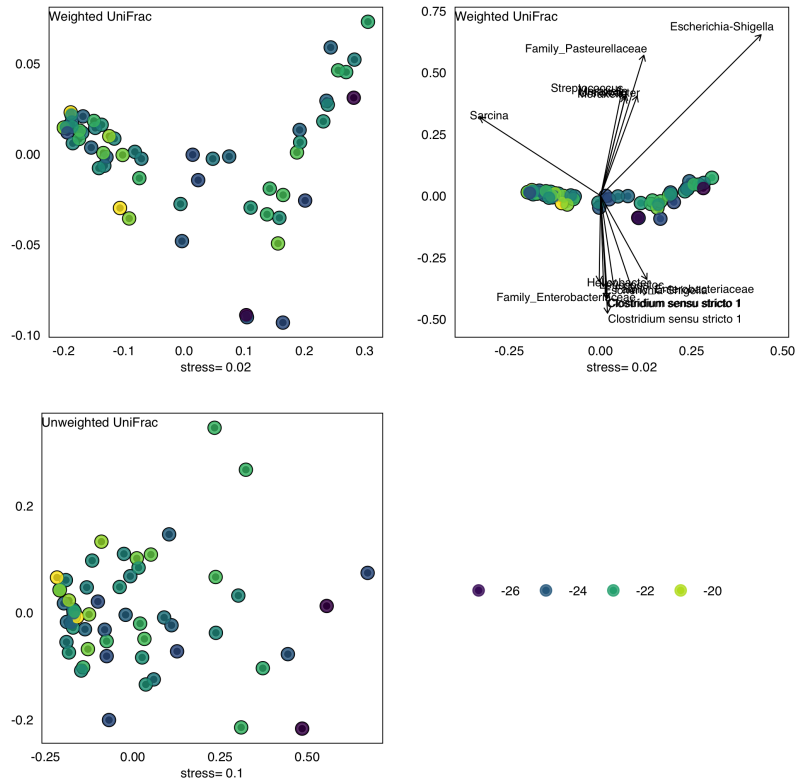 Weighted UniFrac
0.05
0.00
-0.05
-0.10
-0.2
-0.1
0.0
0.1
0.2
0.3
stress= 0.02
Weighted UniFrac
0.75
0.50
0.25
0.00
-0.25
-0.50
Escherichia-Shigella
Family_Pasteurellaceae
Streptococcus
Sarcina
Helicobacter
Family_Enterobacteriaceae
Escherichia-Shigella
Family_Enterobacteriaceae
Clostridium sensu stricto 1
Clostridium sensu stricto 1
-0.25
0.00
0.25
0.50
stress= 0.02
Unweighted UniFrac
0.2
0.0
-0.2
-0.25
0.00
0.25
0.50
stress= 0.1
-26
-24
-22
-20